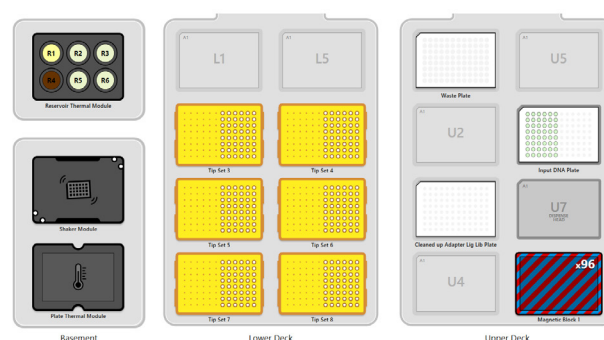 R1 R2 R3
R4 R5 R6
Reservoir Thermal Module
Shaker Module
Plate Thermal Module
Basement
A1 A1
L1 L5
Tip Set 3 Tip Set 4
Tip Set 5 Tip Set 6
Tip Set 7 Tip Set 8
Lower Deck
A1
U5
Waste Plate
A1
U2
Input DNA Plate
A1
U7
Cleaned up Adapter Lig Lib Plate
A1
U4
x96
Magnetic Block 1
Upper Deck